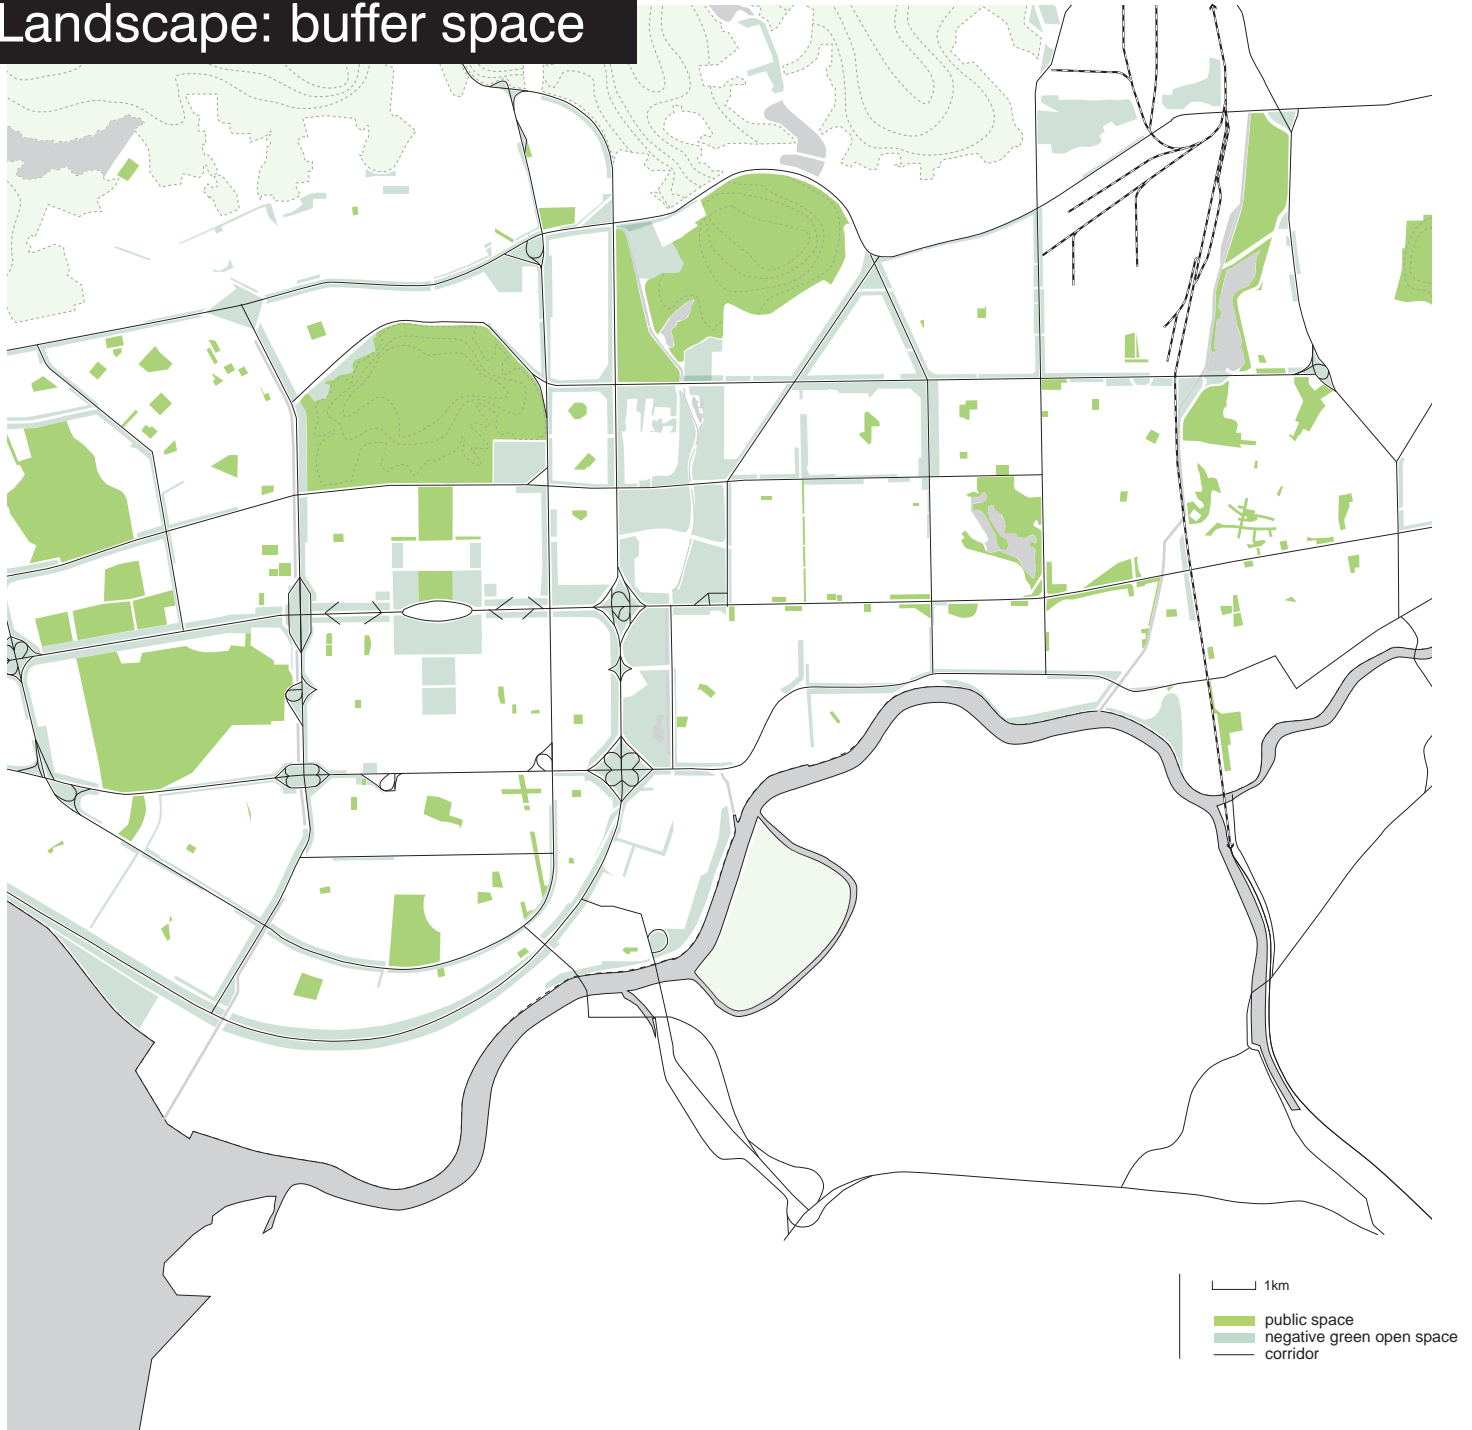 Landscape: buffer space
1km
public space
negative green open space
corridor